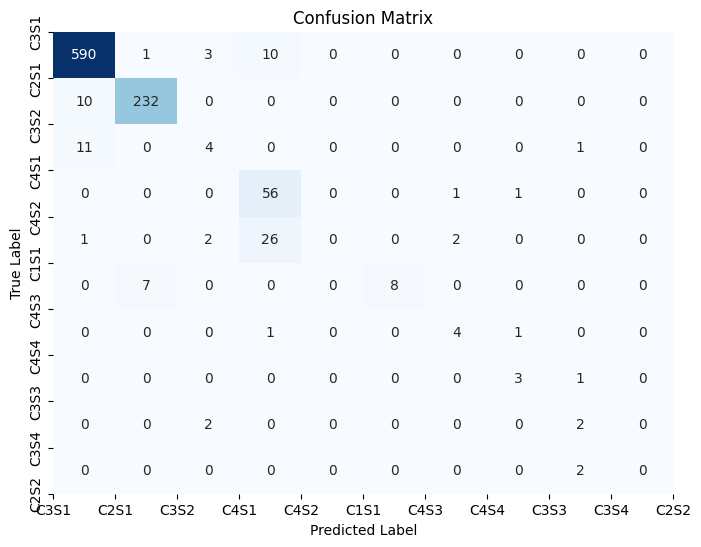 Confusion Matrix
C3S1
590 1 3 10 0 0 0 0 0 0
C2S1
10 232 0 0 0 0 0 0 0 0
C3S2
11 0 4 0 0 0 0 0 1 0
C4S1
0 0 0 56 0 0 1 1 0 0
C4S2
1 0 2 26 0 0 2 0 0 0
C1S1
0 7 0 0 0 8 0 0 0 0
C4S3
0 0 0 1 0 0 4 1 0 0
C4S4
0 0 0 0 0 0 0 3 1 0
C3S3
0 0 2 0 0 0 0 0 2 0
C3S4
0 0 0 0 0 0 0 0 2 0
C2S2
True Label
C3S1 C2S1 C3S2 C4S1 C4S2 C1S1 C4S3 C4S4 C3S3 C3S4 C2S2
Predicted Label